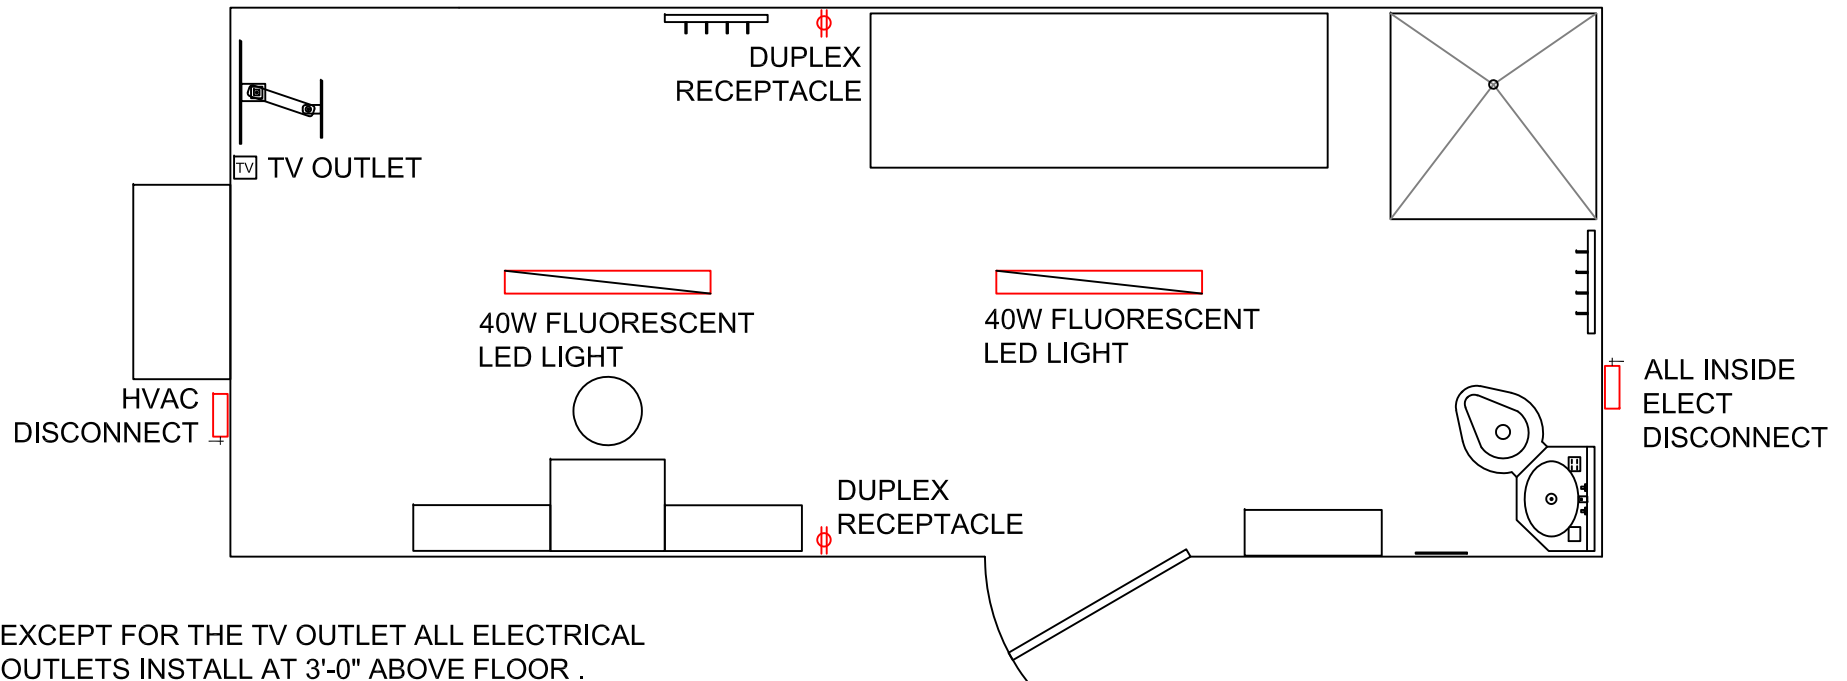 DUPLEX
RECEPTACLE
TV TV OUTLET
40W FLUORESCENT
LED LIGHT
40W FLUORESCENT
LED LIGHT
HVAC
DISCONNECT
ALL INSIDE
ELECT
DISCONNECT
DUPLEX
RECEPTACLE
EXCEPT FOR THE TV OUTLET ALL ELECTRICAL
OUTLETS INSTALL AT 3'-0" ABOVE FLOOR .